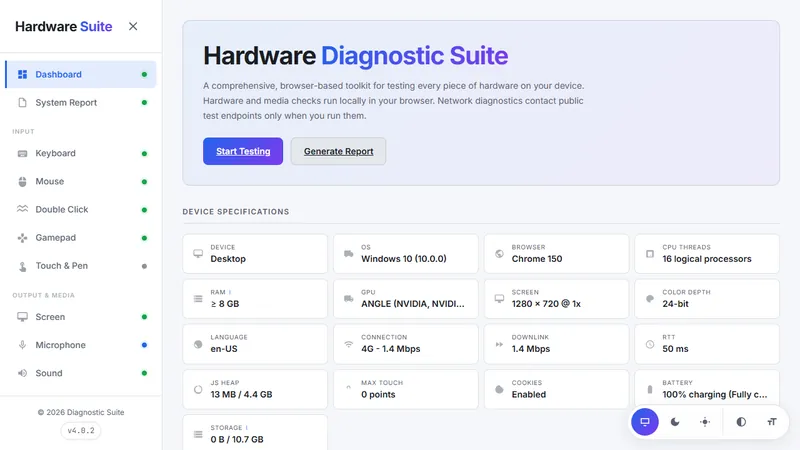 Hardware Suite
Dashboard
System Report
INPUT
Keyboard
Mouse
Double Click
Gamepad
Touch & Pen
OUTPUT & MEDIA
Screen
Microphone
Sound
© 2026 Diagnostic Suite
v4.0.2
Hardware Diagnostic Suite
A comprehensive, browser-based toolkit for testing every piece of hardware on your device.
Hardware and media checks run locally in your browser. Network diagnostics contact public
test endpoints only when you run them.
Start Testing
Generate Report
DEVICE SPECIFICATIONS
DEVICE
Desktop
OS
Windows 10 (10.0.0)
BROWSER
Chrome 150
CPU THREADS
16 logical processors
RAM
≥ 8 GB
GPU
ANGLE (NVIDIA, NVIDI...
SCREEN
1280 × 720 @ 1x
COLOR DEPTH
24-bit
LANGUAGE
en-US
CONNECTION
4G - 1.4 Mbps
DOWNLINK
1.4 Mbps
RTT
50 ms
JS HEAP
13 MB / 4.4 GB
MAX TOUCH
0 points
COOKIES
Enabled
BATTERY
100% charging (Fully c...
STORAGE
0 B / 10.7 GB